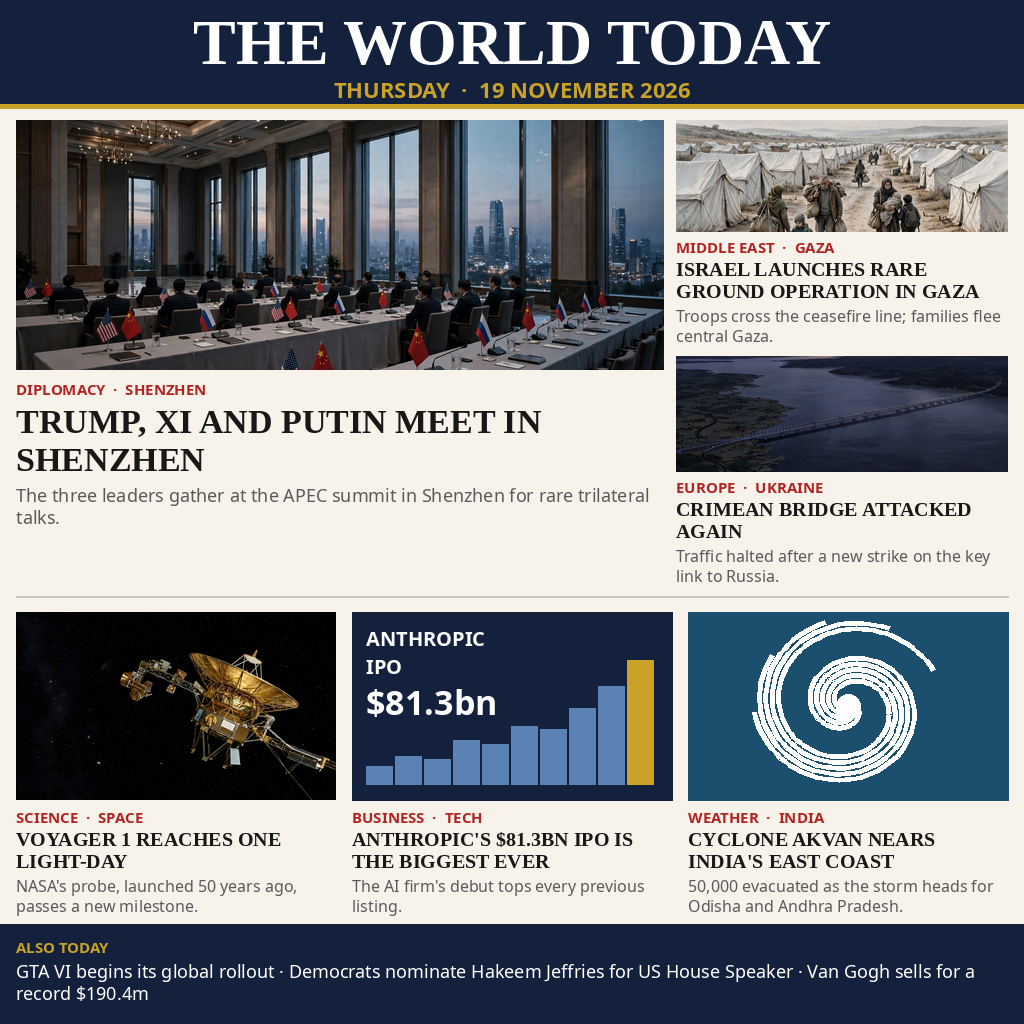 THE WORLD TODAY
THURSDAY · 19 NOVEMBER 2026
DIPLOMACY · SHENZHEN
TRUMP, XI AND PUTIN MEET IN
SHENZHEN
The three leaders gather at the APEC summit in Shenzhen for rare trilateral
talks.
MIDDLE EAST · GAZA
ISRAEL LAUNCHES RARE
GROUND OPERATION IN GAZA
Troops cross the ceasefire line; families flee
central Gaza.
EUROPE · UKRAINE
CRIMEAN BRIDGE ATTACKED
AGAIN
Traffic halted after a new strike on the key
link to Russia.
SCIENCE · SPACE
VOYAGER 1 REACHES ONE
LIGHT-DAY
NASA's probe, launched 50 years ago,
passes a new milestone.
ANTHROPIC
IPO
$81.3bn
BUSINESS · TECH
ANTHROPIC'S $81.3BN IPO IS
THE BIGGEST EVER
The AI firm's debut tops every previous
listing.
WEATHER · INDIA
CYCLONE AKVAN NEARS
INDIA'S EAST COAST
50,000 evacuated as the storm heads for
Odisha and Andhra Pradesh.
ALSO TODAY
GTA VI begins its global rollout · Democrats nominate Hakeem Jeffries for US House Speaker · Van Gogh sells for a
record $190.4m